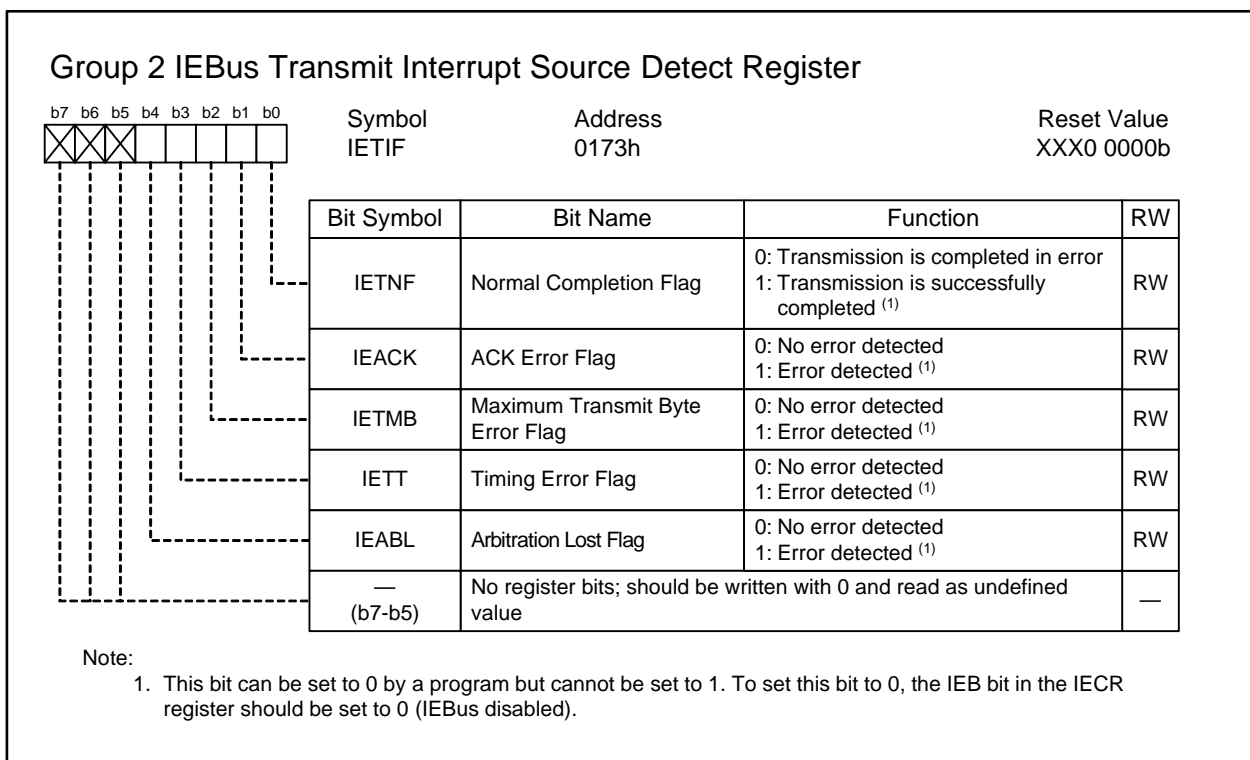 Group 2 IEBus Transmit Interrupt Source Detect Register
b7 b6 b5 b4 b3 b2 b1 b0
Symbol Address Reset Value
IETIF 0173h XXX0 0000b
Bit Symbol Bit Name Function RW
IETNF Normal Completion Flag 0: Transmission is completed in error
1: Transmission is successfully
completed (1) RW
IEACK ACK Error Flag 0: No error detected
1: Error detected (1) RW
IETMB Maximum Transmit Byte
Error Flag 0: No error detected
1: Error detected (1) RW
IETT Timing Error Flag 0: No error detected
1: Error detected (1) RW
IEABL Arbitration Lost Flag 0: No error detected
1: Error detected (1) RW
—
(b7-b5) No register bits; should be written with 0 and read as undefined
value —
Note:
1. This bit can be set to 0 by a program but cannot be set to 1. To set this bit to 0, the IEB bit in the IECR
register should be set to 0 (IEBus disabled).